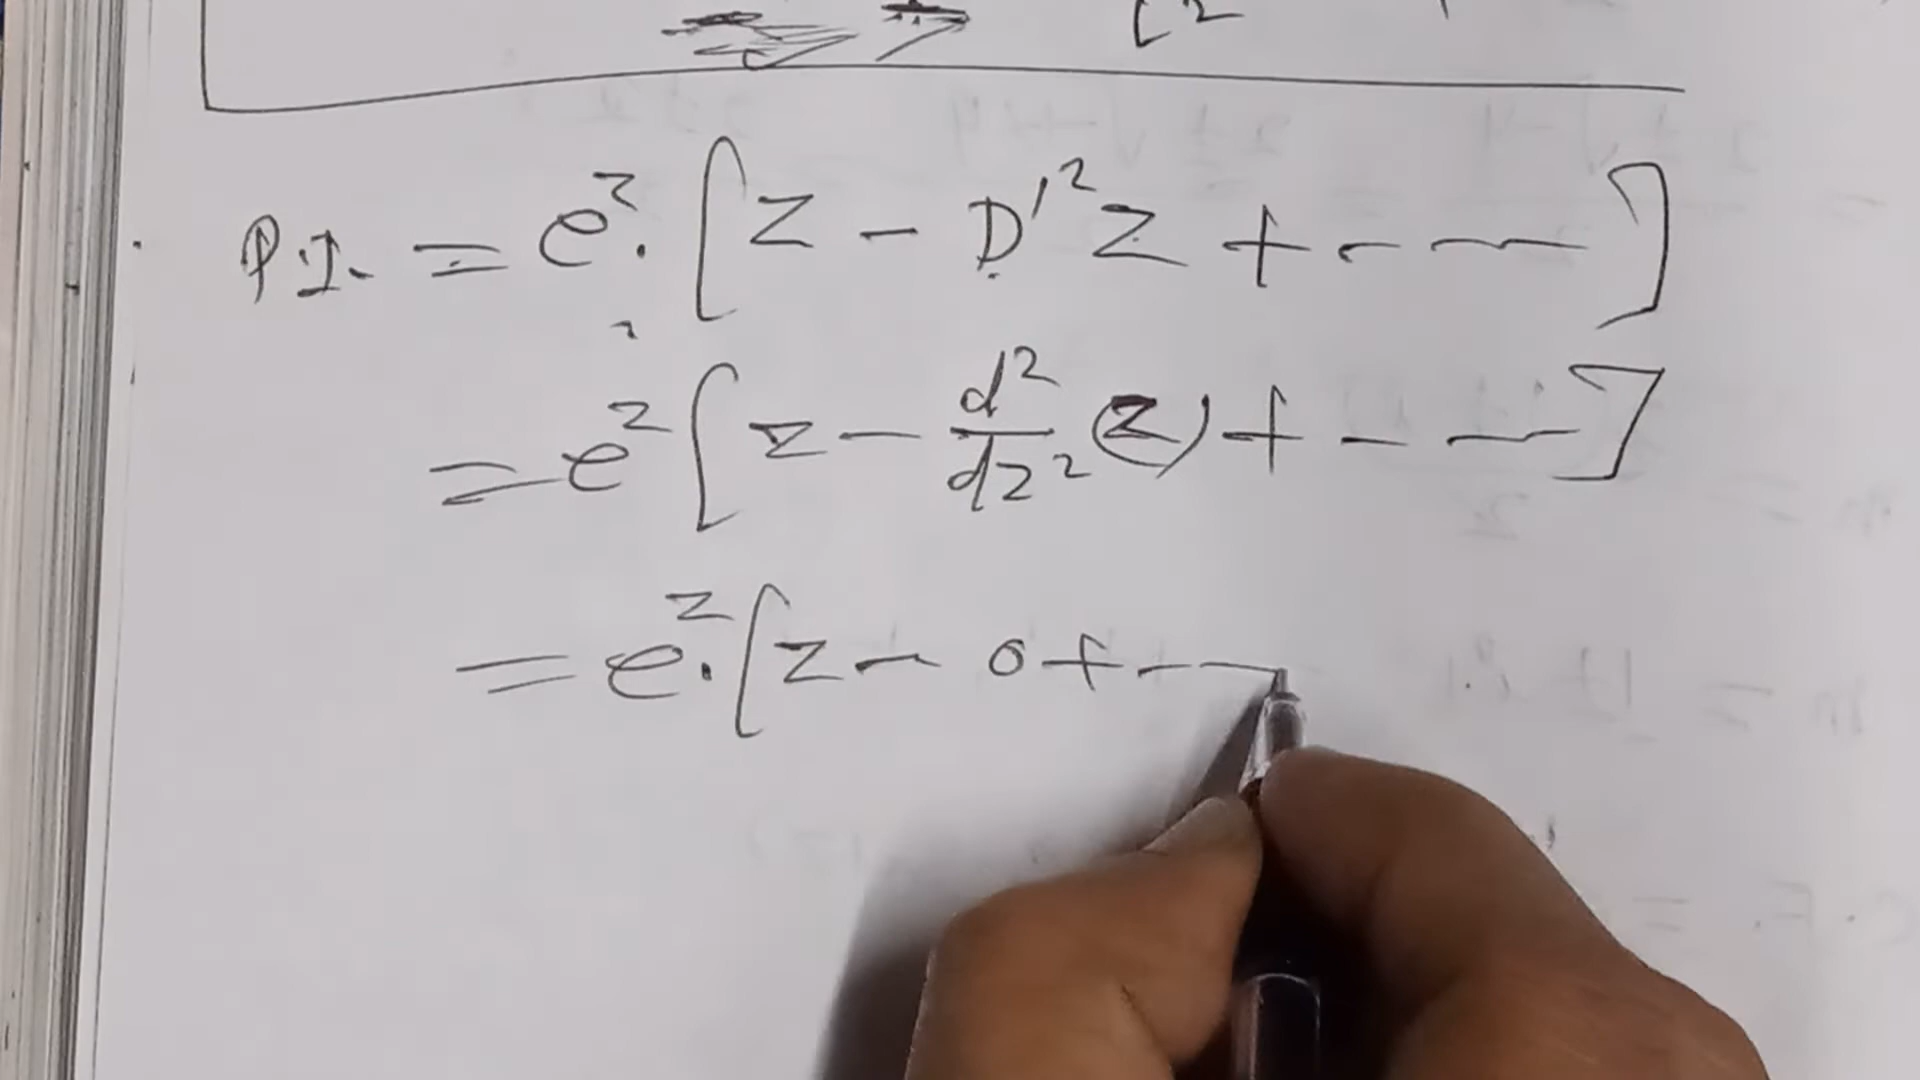 P.I. = e^z . [ z - D'^2 z + - --- ]
= e^z [ z - d^2/dz^2 (z) + - --- ]
= e^z . [ z - 0 + - ---